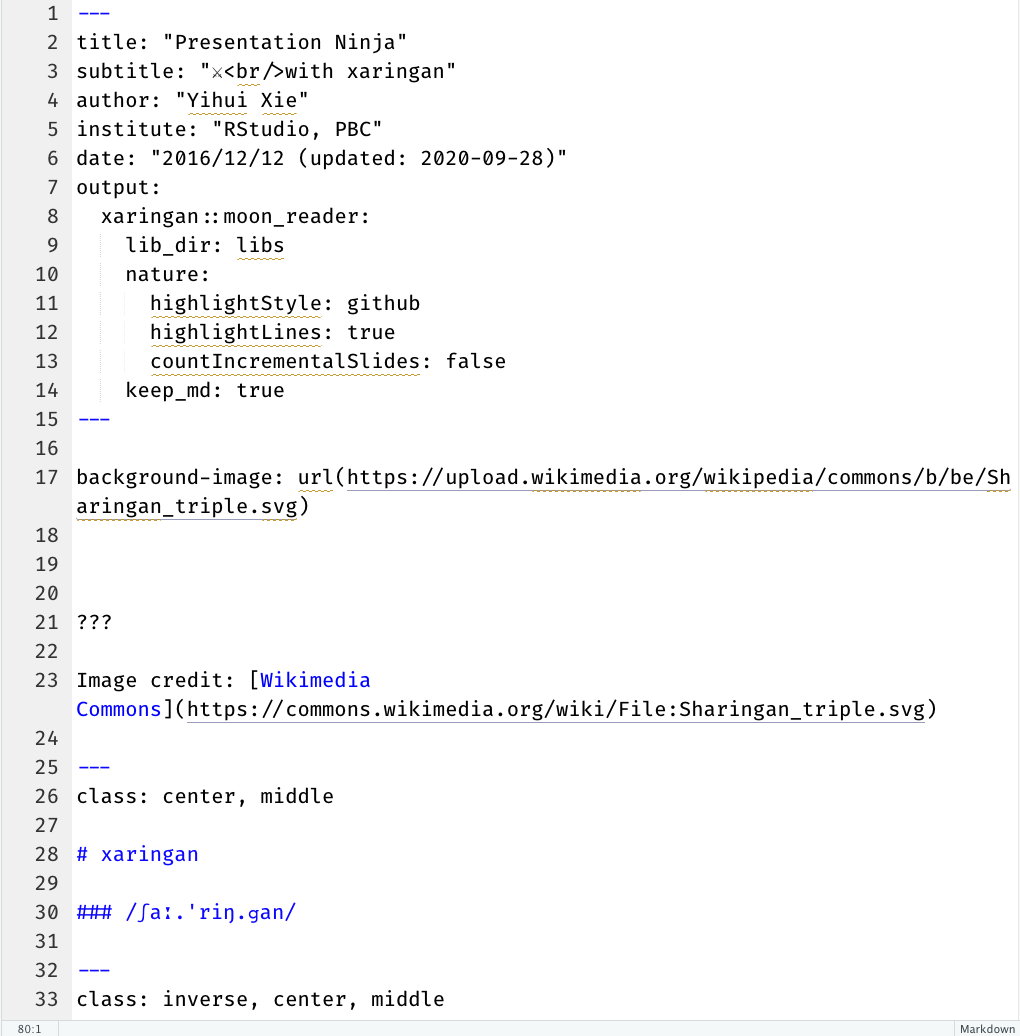 1 ---
2 title: "Presentation Ninja"
3 subtitle: "⚔<br/>with xaringan"
4 author: "Yihui Xie"
5 institute: "RStudio, PBC"
6 date: "2016/12/12 (updated: 2020-09-28)"
7 output:
8   xaringan::moon_reader:
9     lib_dir: libs
10     nature:
11       highlightStyle: github
12       highlightLines: true
13       countIncrementalSlides: false
14     keep_md: true
15 ---
16
17 background-image: url(https://upload.wikimedia.org/wikipedia/commons/b/be/Sh
aringan_triple.svg)
18
19
20
21 ???
22
23 Image credit: [Wikimedia
Commons](https://commons.wikimedia.org/wiki/File:Sharingan_triple.svg)
24
25 ---
26 class: center, middle
27
28 # xaringan
29
30 ### /ʃaː.'riŋ.ɡan/
31
32 ---
33 class: inverse, center, middle
80:1 Markdown